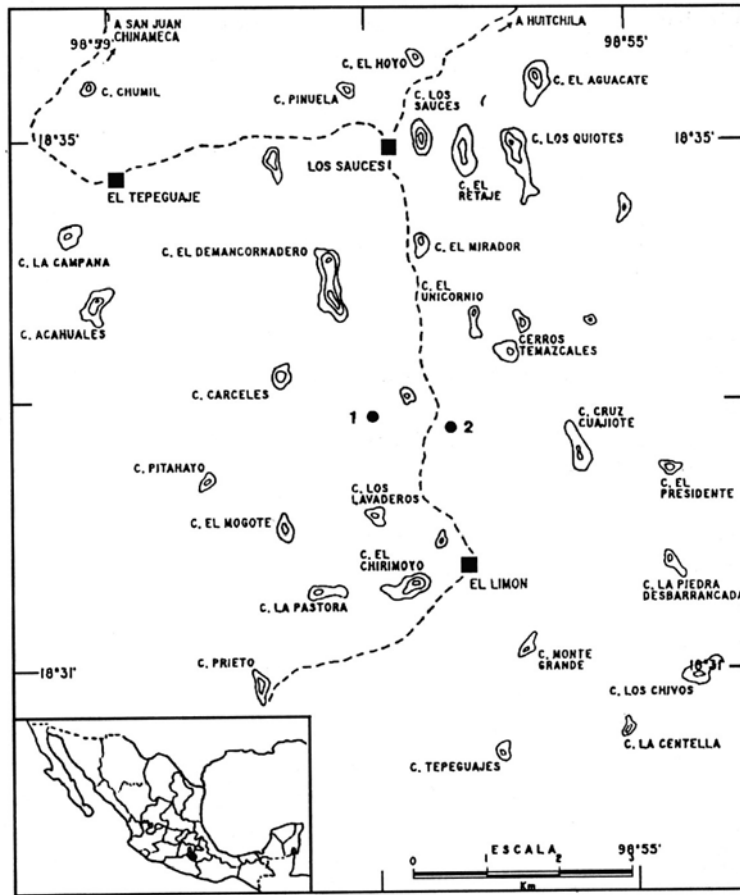 A SAN JUAN
CHINAMECA
98°59'
A HUITCHILA
98°55'
C. EL HOYO
C. CHUMIL
C. PINUELA
C. LOS
SAUCES
C. EL AGUACATE
18°35'
C. LOS QUIOTES
18°35'
LOS SAUCES
C. EL
RETAJE
EL TEPEGUAJE
C. LA CAMPANA
C. EL DEMANCORNADERO
C. EL MIRADOR
C. EL
UNICORNIO
C. ACAHUALES
CERROS
TEMAZCALES
C. CARCELES
1
2
C. CRUZ
CUAJIOTE
C. PITAHAYO
C. LOS
LAVADEROS
C. EL
PRESIDENTE
C. EL MOGOTE
C. EL
CHIRIMOYO
EL LIMON
C. LA PIEDRA
DESBARRANCADA
C. LA PASTORA
C. MONTE
GRANDE
18°31'
C. PRIETO
18°31'
C. LOS CHIVOS
C. LA CENTELLA
C. TEPEGUAJES
ESCALA
98°55'
0 1 2 3
Km